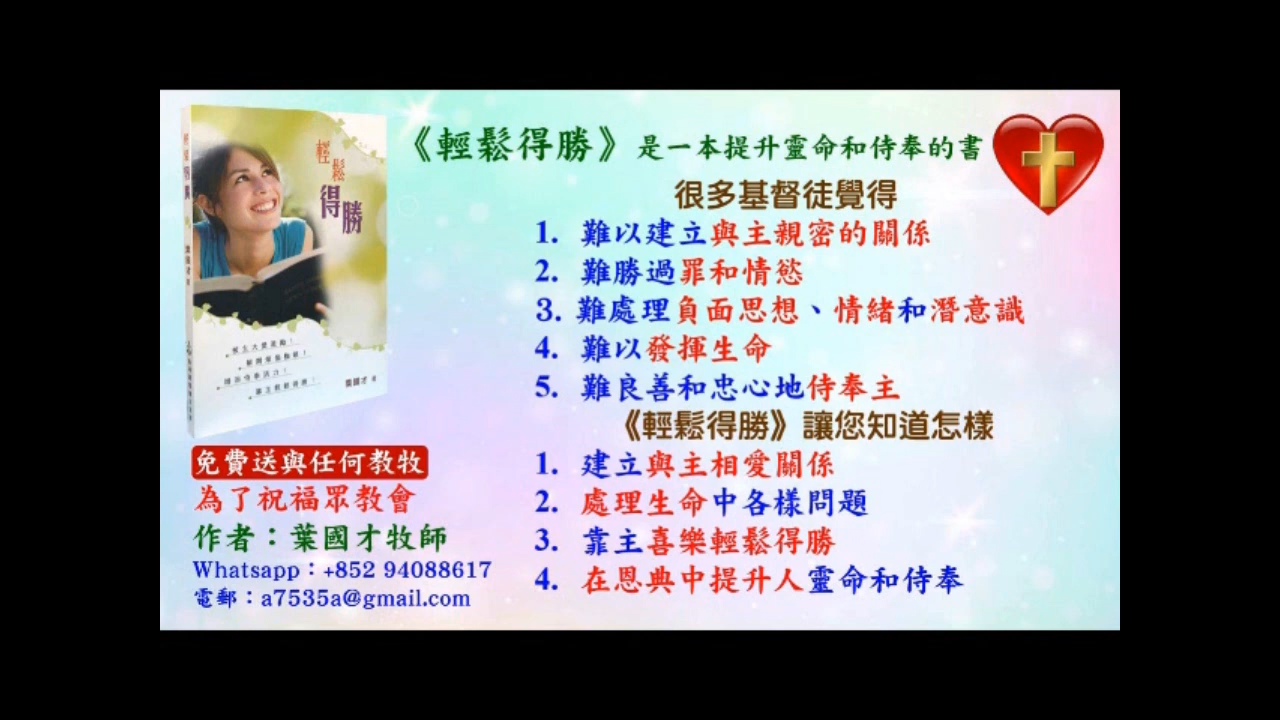 《輕鬆得勝》是一本提升靈命和侍奉的書
很多基督徒覺得
1. 難以建立與主親密的關係
2. 難勝過罪和情慾
3. 難處理負面思想、情緒和潛意識
4. 難以發揮生命
5. 難良善和忠心地侍奉主
《輕鬆得勝》讓您知道怎樣
1. 建立與主相愛關係
2. 處理生命中各樣問題
3. 靠主喜樂輕鬆得勝
4. 在恩典中提升人靈命和侍奉
輕鬆
得勝
葉國才 著
免費送與任何教牧
為了祝福眾教會
作者：葉國才牧師
Whatsapp：+852 94088617
電郵：a7535a@gmail.com